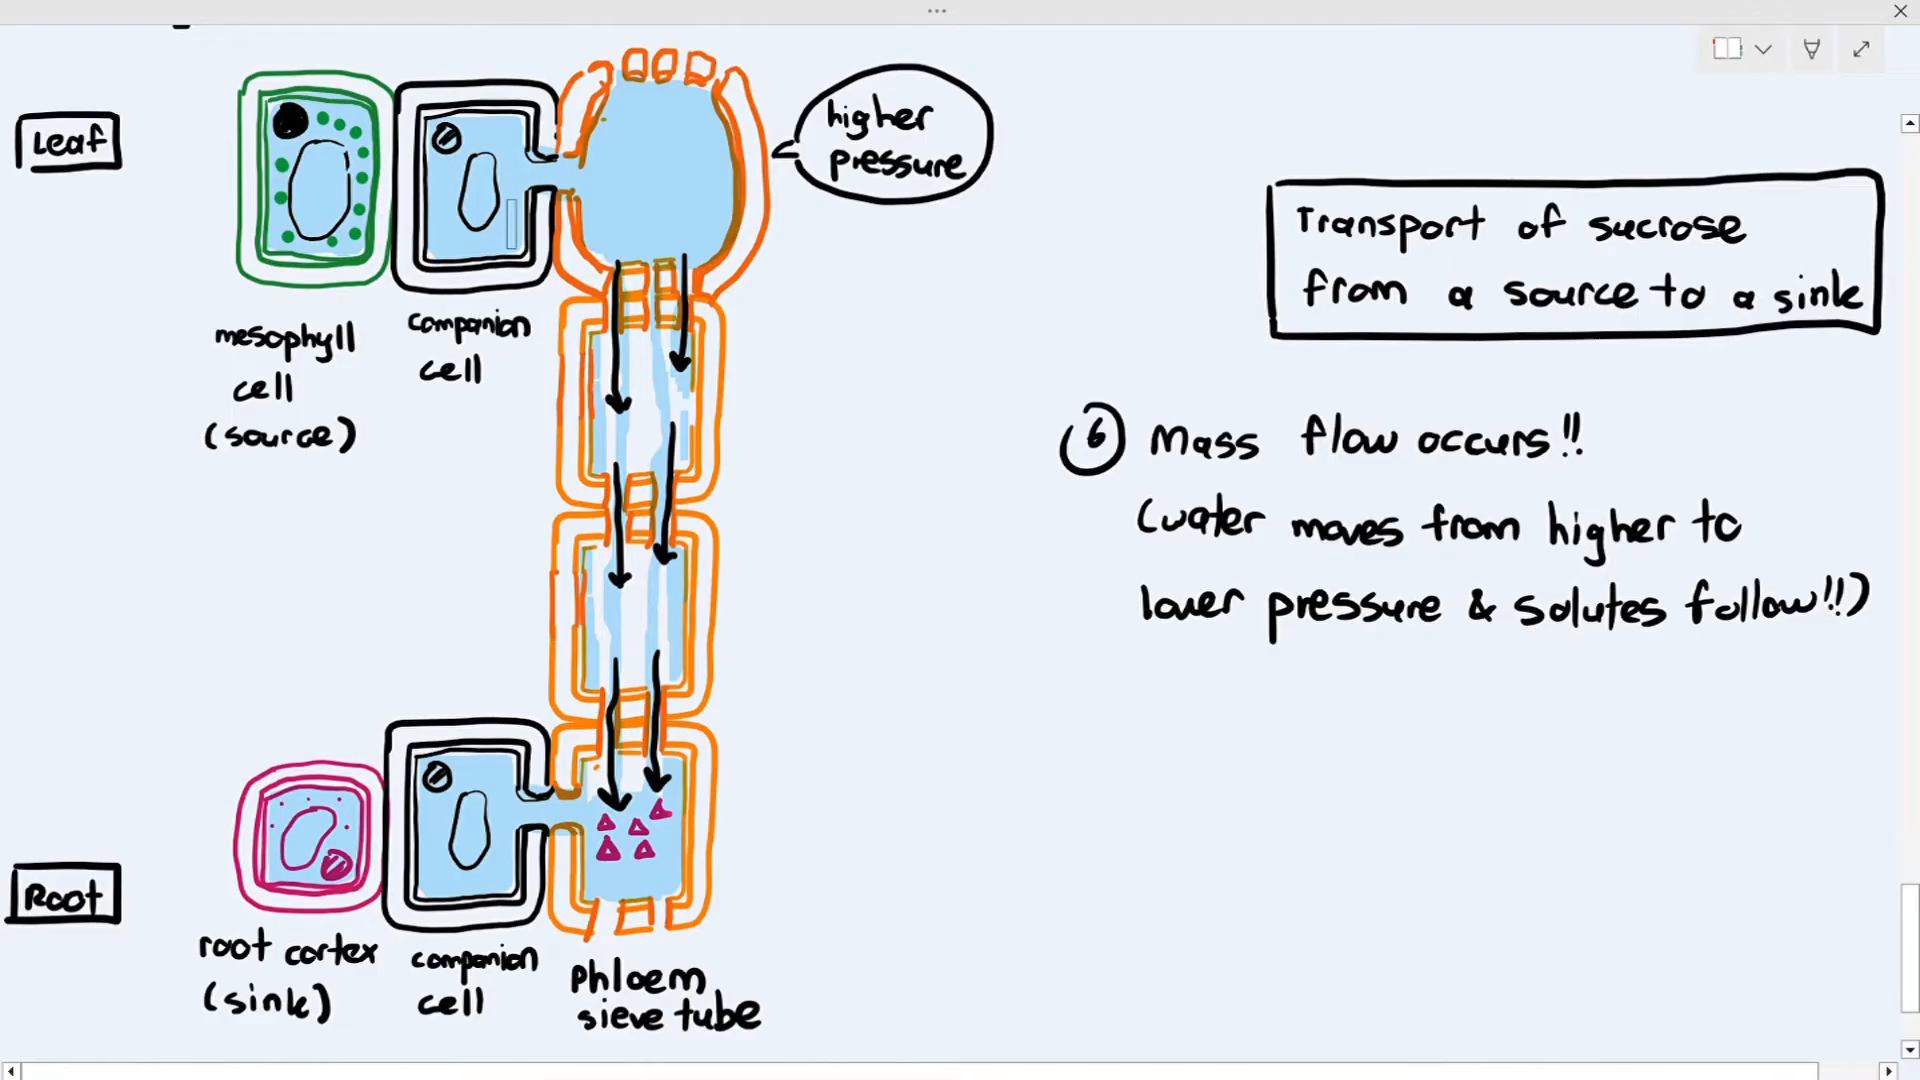 Leaf
higher
pressure
mesophyll
cell
(source)
companion
cell
Transport of sucrose
from a source to a sink
6 Mass flow occurs!!
(water moves from higher to
lower pressure & solutes follow!!)
Root
root cortex
(sink)
companion
cell
Phloem
sieve tube